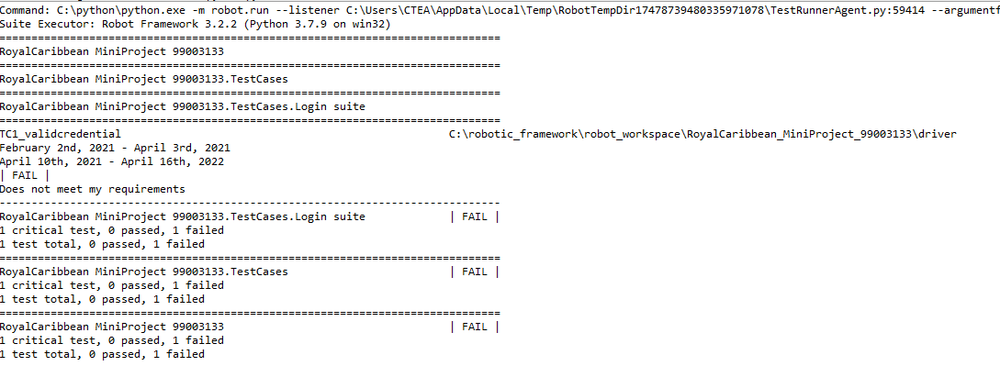 Command: C:\python\python.exe -m robot.run --listener C:\Users\CTEA\AppData\Local\Temp\RobotTempDir17478739480335971078\TestRunnerAgent.py:59414 --argumentf
Suite Executor: Robot Framework 3.2.2 (Python 3.7.9 on win32)
==============================================================================
RoyalCaribbean MiniProject 99003133
==============================================================================
RoyalCaribbean MiniProject 99003133.TestCases
==============================================================================
RoyalCaribbean MiniProject 99003133.TestCases.Login suite
==============================================================================
TC1_validcredential C:\robotic_framework\robot_workspace\RoyalCaribbean_MiniProject_99003133\driver
February 2nd, 2021 - April 3rd, 2021
April 10th, 2021 - April 16th, 2022
| FAIL |
Does not meet my requirements
------------------------------------------------------------------------------
RoyalCaribbean MiniProject 99003133.TestCases.Login suite | FAIL |
1 critical test, 0 passed, 1 failed
1 test total, 0 passed, 1 failed
==============================================================================
RoyalCaribbean MiniProject 99003133.TestCases | FAIL |
1 critical test, 0 passed, 1 failed
1 test total, 0 passed, 1 failed
==============================================================================
RoyalCaribbean MiniProject 99003133 | FAIL |
1 critical test, 0 passed, 1 failed
1 test total, 0 passed, 1 failed